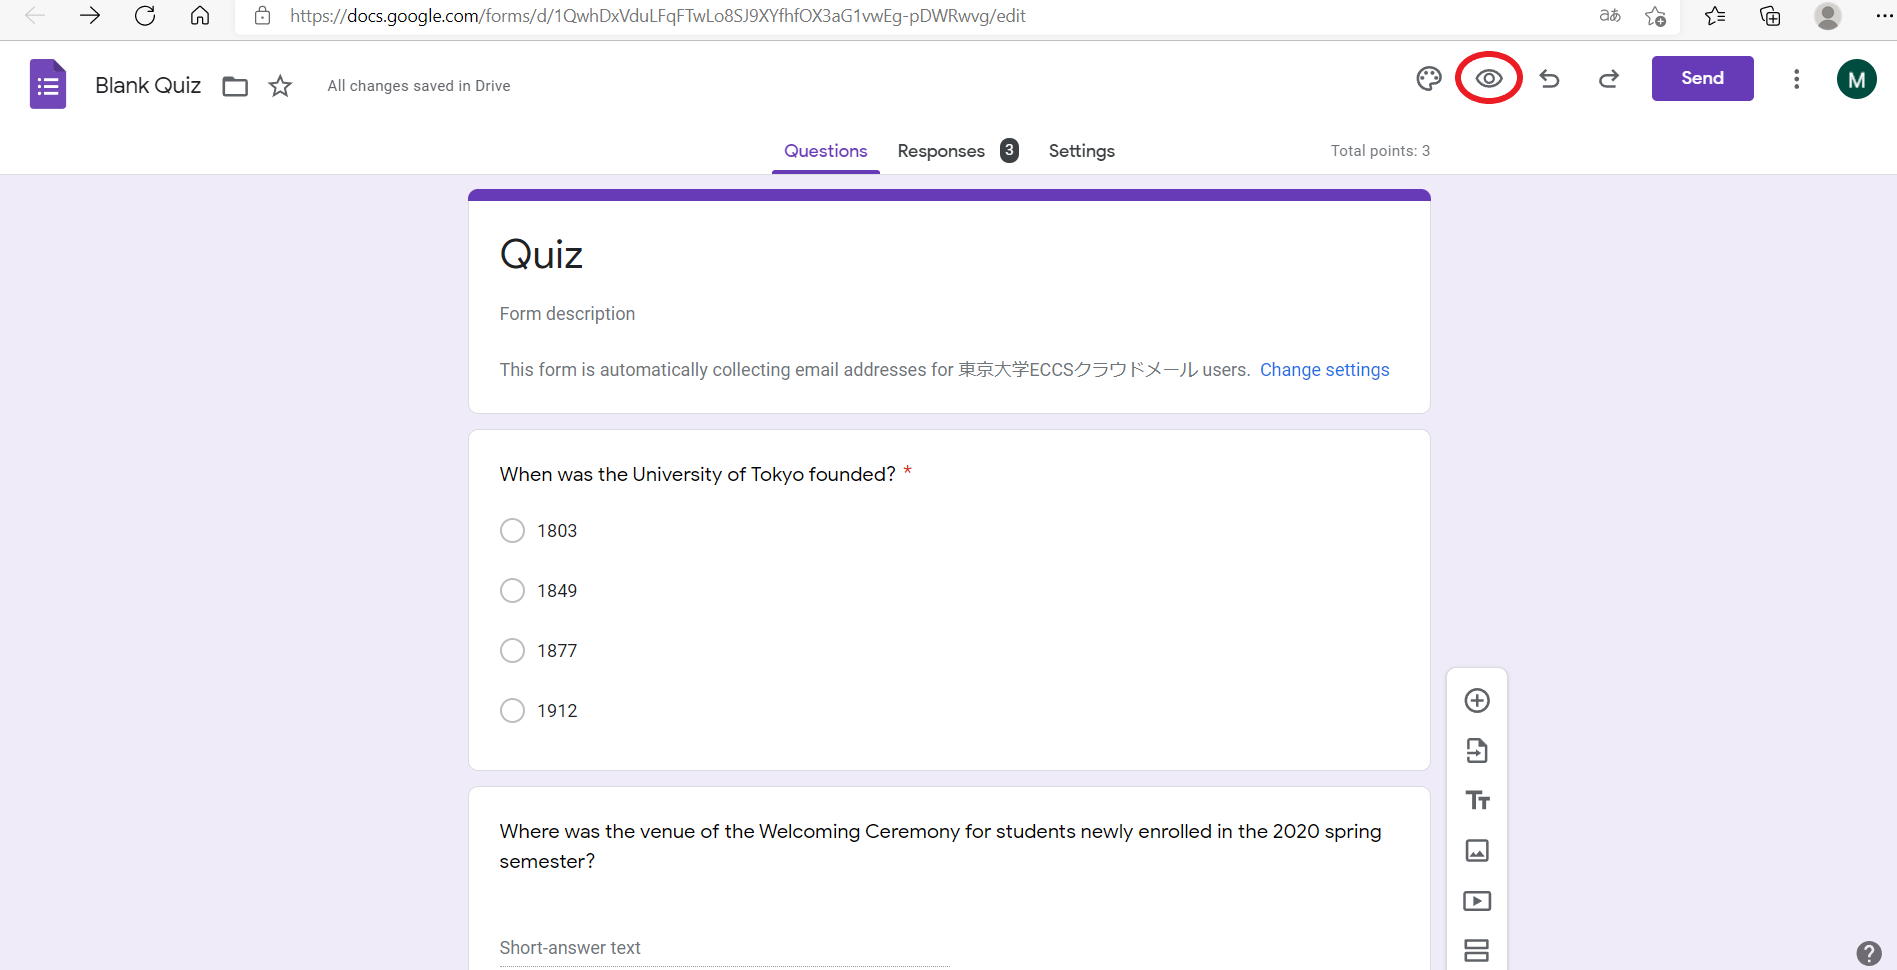 https://docs.google.com/forms/d/1QwhDxVduLFqFTwLo8SJ9XYfhfOX3aG1vwEg-pDWRwvg/edit
aあ
Blank Quiz
All changes saved in Drive
Send
M
Questions
Responses 3
Settings
Total points: 3
Quiz
Form description
This form is automatically collecting email addresses for 東京大学ECCSクラウドメール users. Change settings
When was the University of Tokyo founded? *
1803
1849
1877
1912
Where was the venue of the Welcoming Ceremony for students newly enrolled in the 2020 spring
semester?
Short-answer text
Tт
?